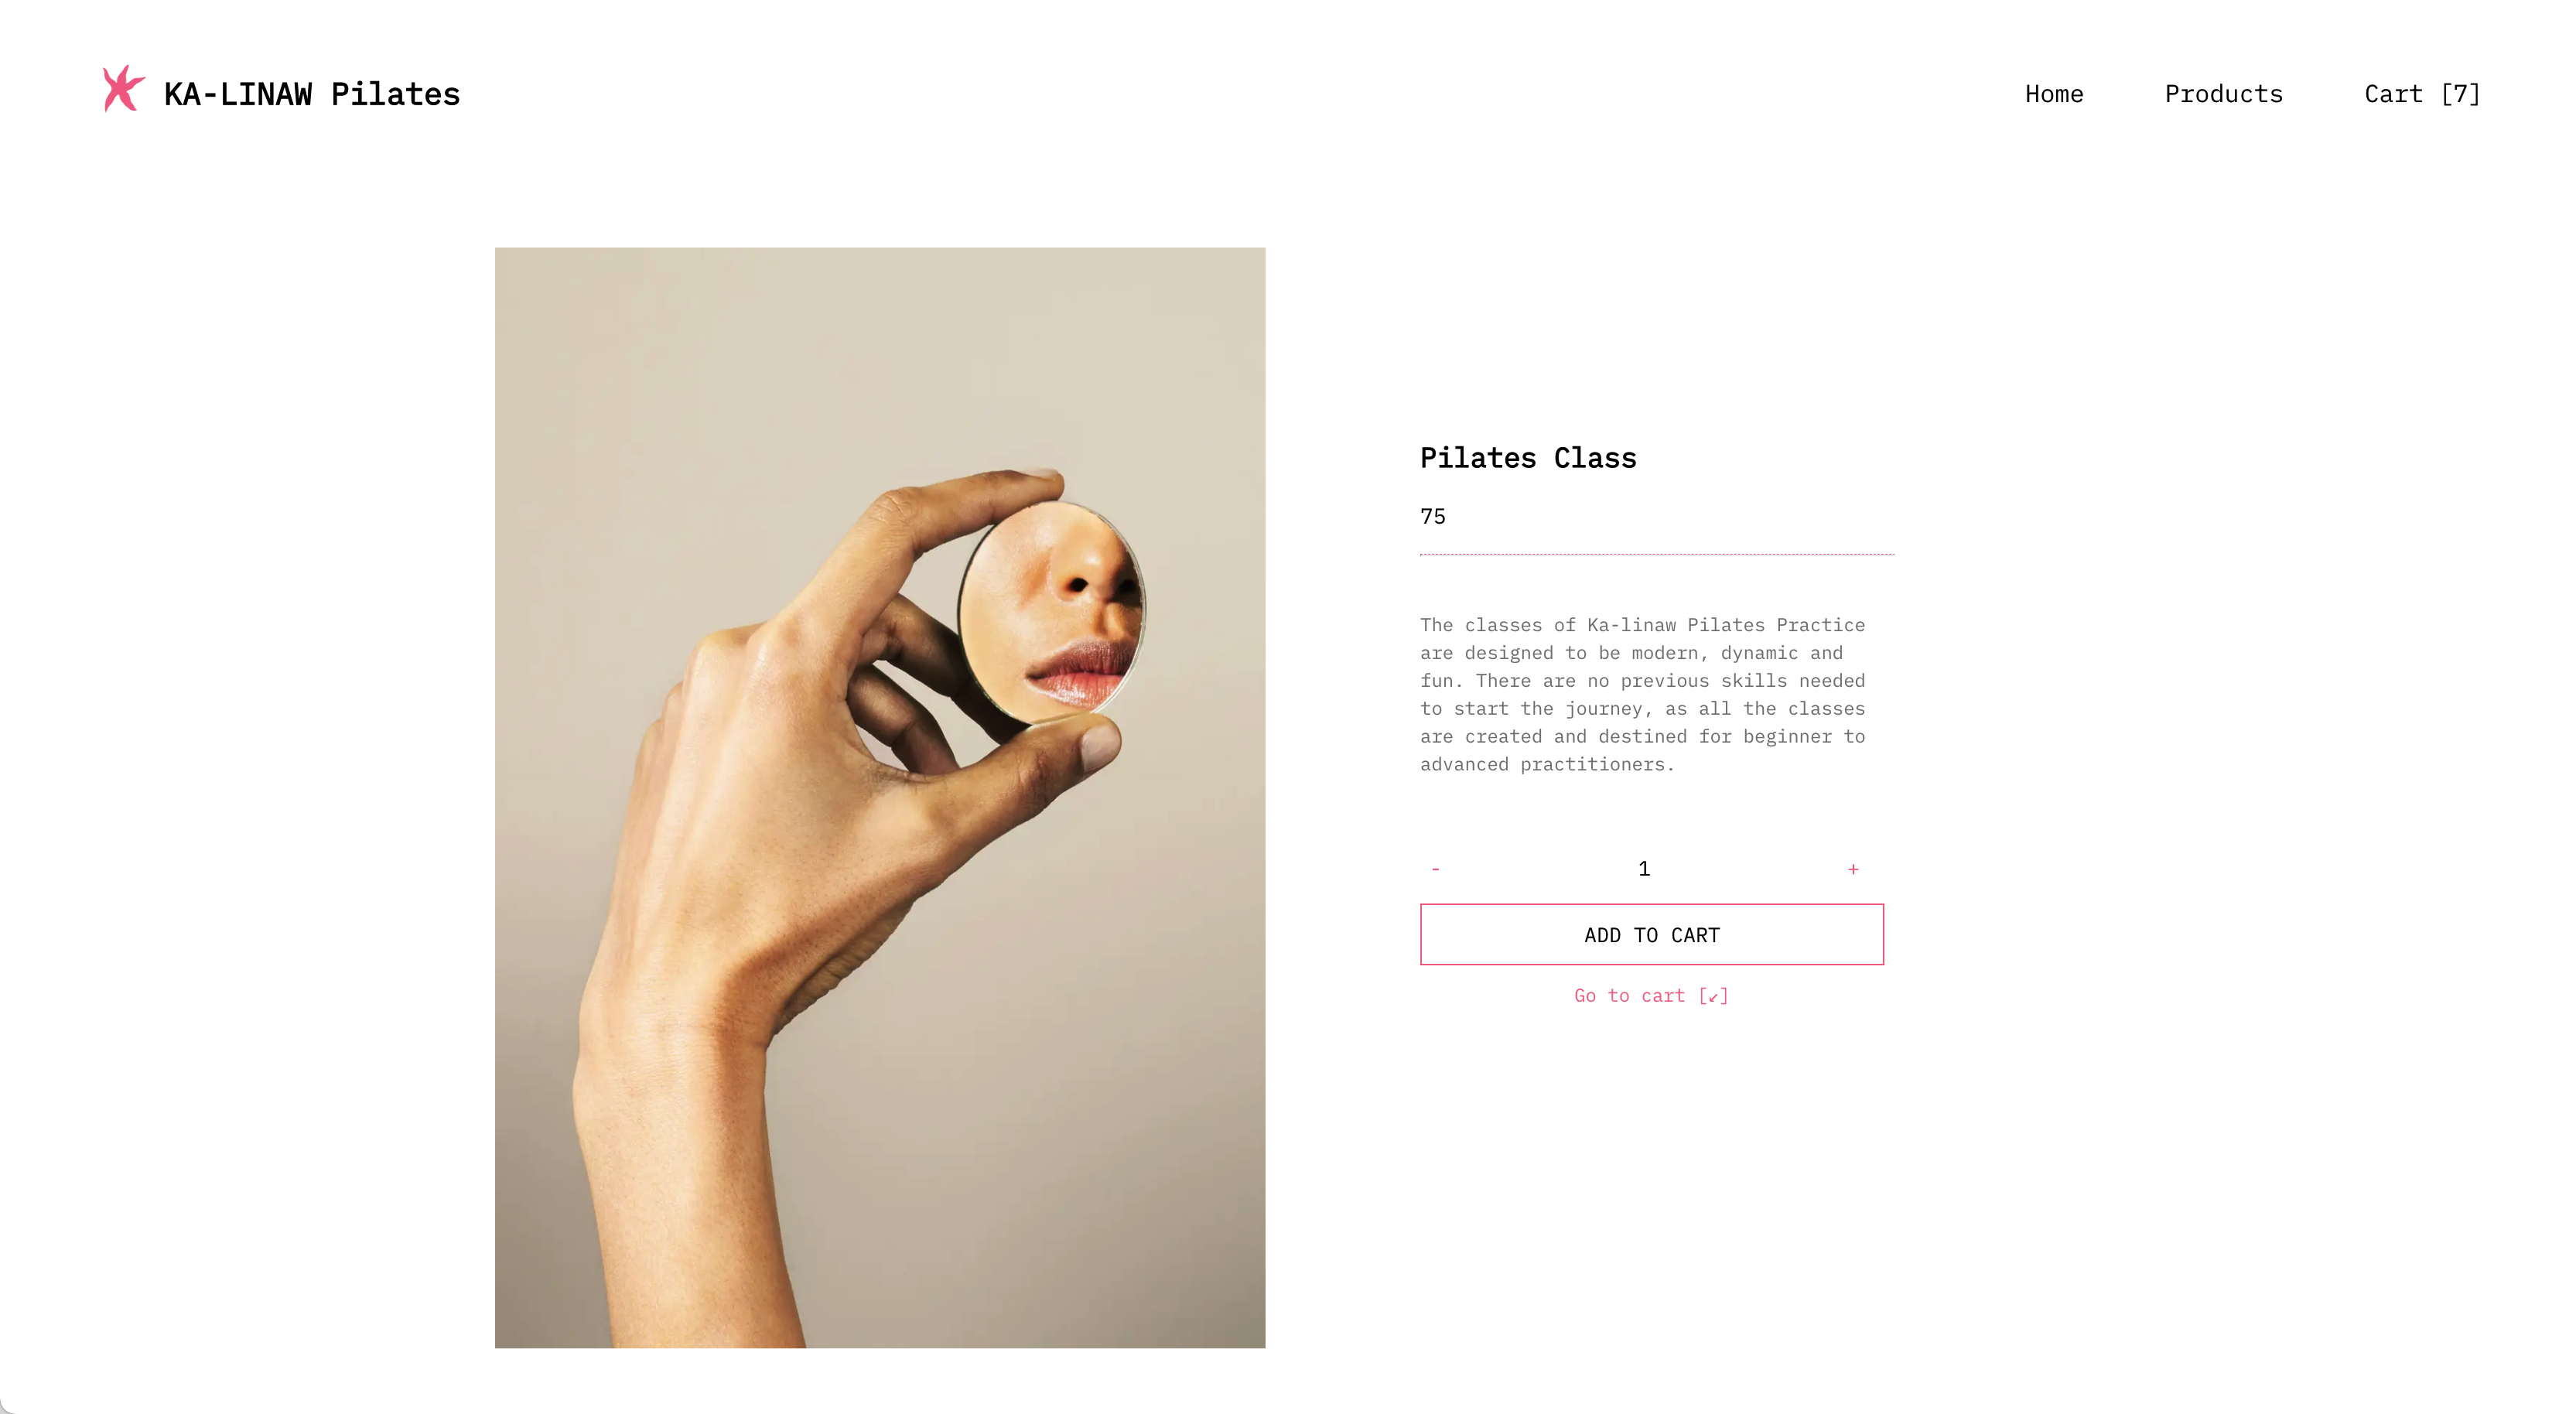 KA-LINAW Pilates
Home
Products
Cart [7]
Pilates Class
75
The classes of Ka-linaw Pilates Practice
are designed to be modern, dynamic and
fun. There are no previous skills needed
to start the journey, as all the classes
are created and destined for beginner to
advanced practitioners.
- 1 +
ADD TO CART
Go to cart [↙]